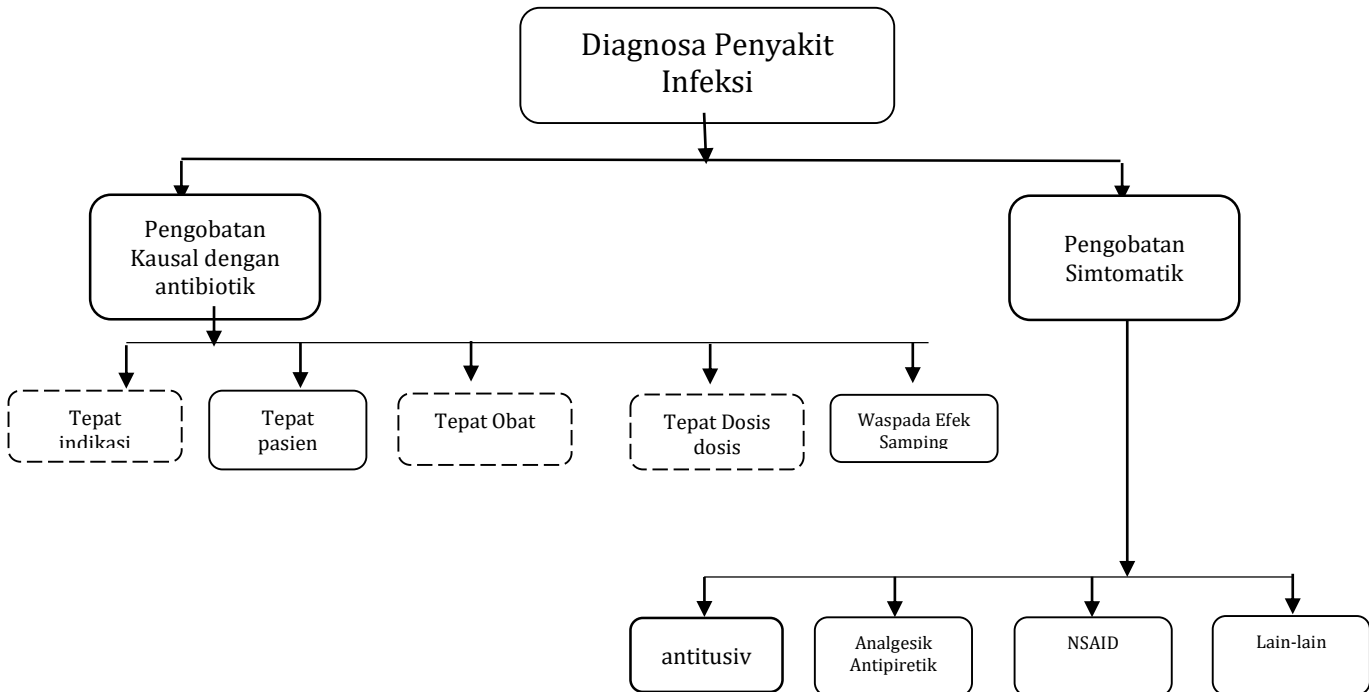 Diagnosa Penyakit
Infeksi
Pengobatan
Kausal dengan
antibiotik
Pengobatan
Simtomatik
Tepat
indikasi
Tepat
pasien
Tepat Obat
Tepat Dosis
dosis
Waspada Efek
Samping
antitusiv
Analgesik
Antipiretik
NSAID
Lain-lain